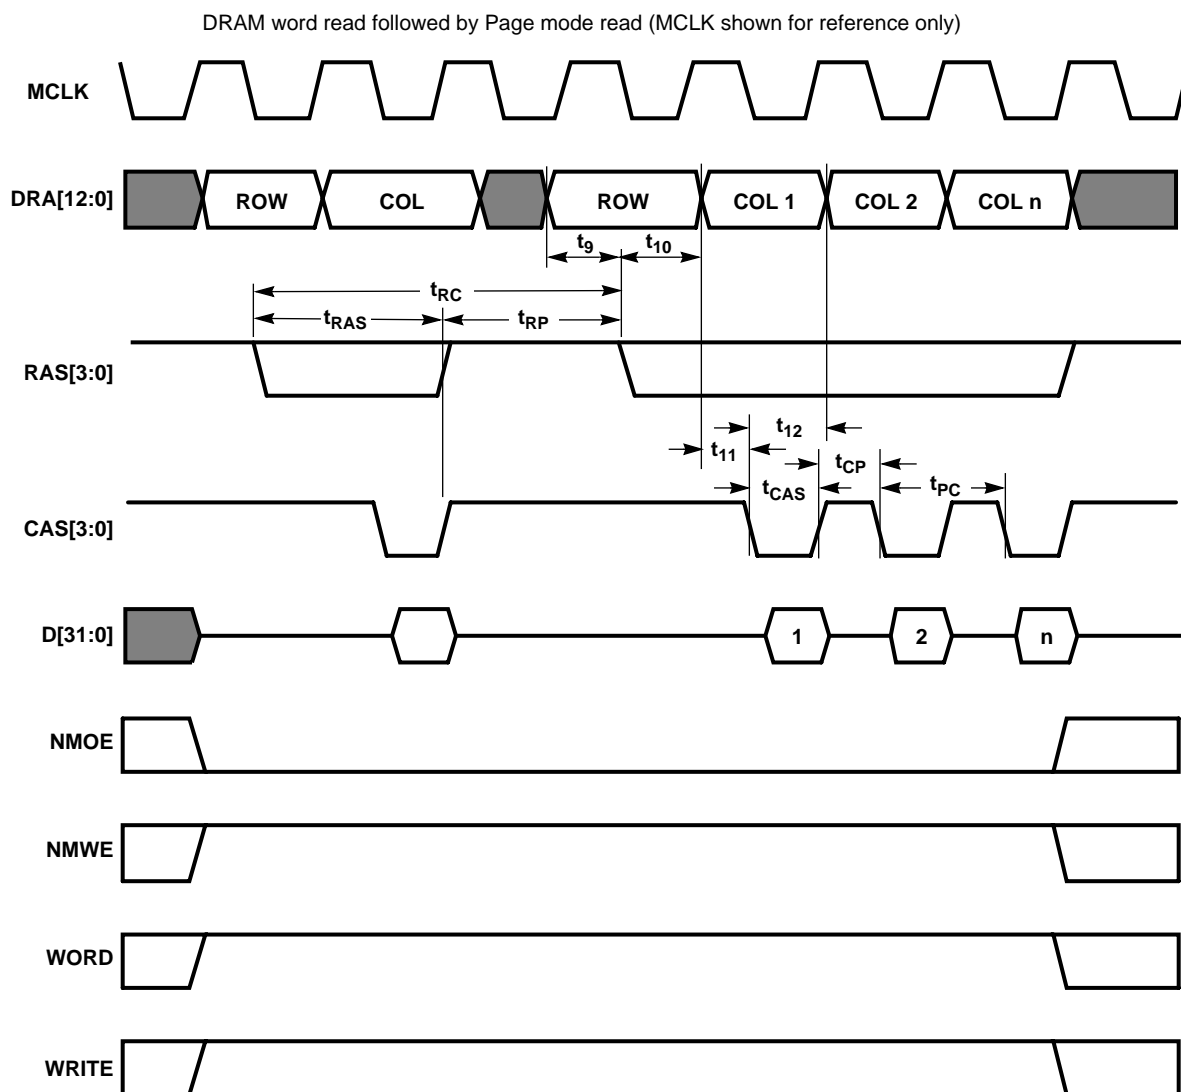 DRAM word read followed by Page mode read (MCLK shown for reference only)
MCLK
DRA[12:0] ROW COL ROW COL 1 COL 2 COL n
t9 t10
tRC
tRAS tRP
RAS[3:0]
t12
t11 tCP
tCAS tPC
CAS[3:0]
D[31:0] 1 2 n
NMOE
NMWE
WORD
WRITE